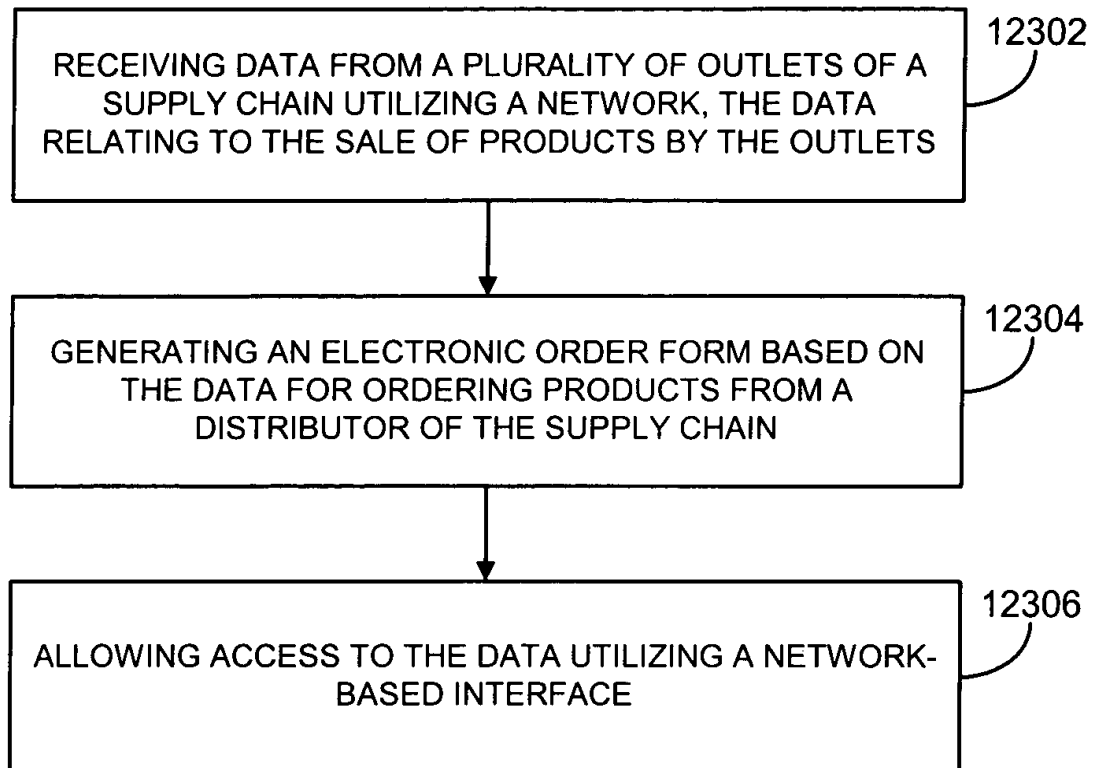 12302
RECEIVING DATA FROM A PLURALITY OF OUTLETS OF A
SUPPLY CHAIN UTILIZING A NETWORK, THE DATA
RELATING TO THE SALE OF PRODUCTS BY THE OUTLETS
12304
GENERATING AN ELECTRONIC ORDER FORM BASED ON
THE DATA FOR ORDERING PRODUCTS FROM A
DISTRIBUTOR OF THE SUPPLY CHAIN
12306
ALLOWING ACCESS TO THE DATA UTILIZING A NETWORK-
BASED INTERFACE